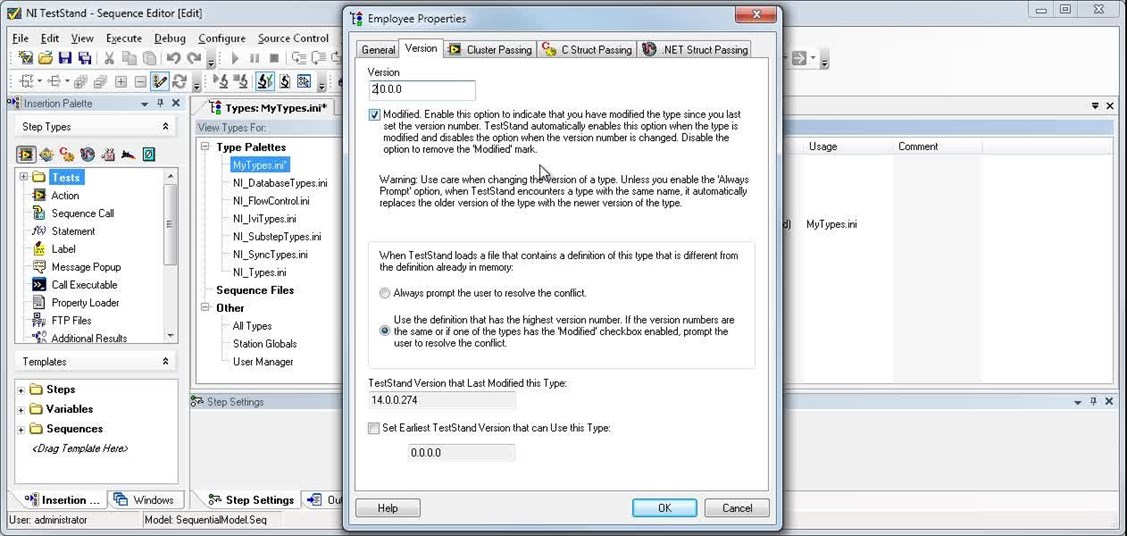 NI TestStand - Sequence Editor [Edit]
File Edit View Execute Debug Configure Source Control
Insertion Palette
Step Types
Tests
Action
Sequence Call
Statement
Label
Message Popup
Call Executable
Property Loader
FTP Files
Additional Results
Templates
Steps
Variables
Sequences
<Drag Template Here>
Insertion ... Windows
User: administrator Model: SequentialModel.Seq
Types: MyTypes.ini*
View Types For:
Type Palettes
MyTypes.ini*
NI_DatabaseTypes.ini
NI_FlowControl.ini
NI_IviTypes.ini
NI_SubstepTypes.ini
NI_SyncTypes.ini
NI_Types.ini
Sequence Files
Other
All Types
Station Globals
User Manager
Step Settings
Step Settings
Employee Properties
General Version Cluster Passing C Struct Passing .NET Struct Passing
Version
2.0.0.0
Modified. Enable this option to indicate that you have modified the type since you last
set the version number. TestStand automatically enables this option when the type is
modified and disables the option when the version number is changed. Disable the
option to remove the 'Modified' mark.
Warning: Use care when changing the version of a type. Unless you enable the 'Always
Prompt' option, when TestStand encounters a type with the same name, it automatically
replaces the older version of the type with the newer version of the type.
When TestStand loads a file that contains a definition of this type that is different from
the definition already in memory:
Always prompt the user to resolve the conflict.
Use the definition that has the highest version number. If the version numbers are
the same or if one of the types has the 'Modified' checkbox enabled, prompt the
user to resolve the conflict.
TestStand Version that Last Modified this Type:
14.0.0.274
Set Earliest TestStand Version that can Use this Type:
0.0.0.0
Help OK Cancel
Usage Comment
MyTypes.ini